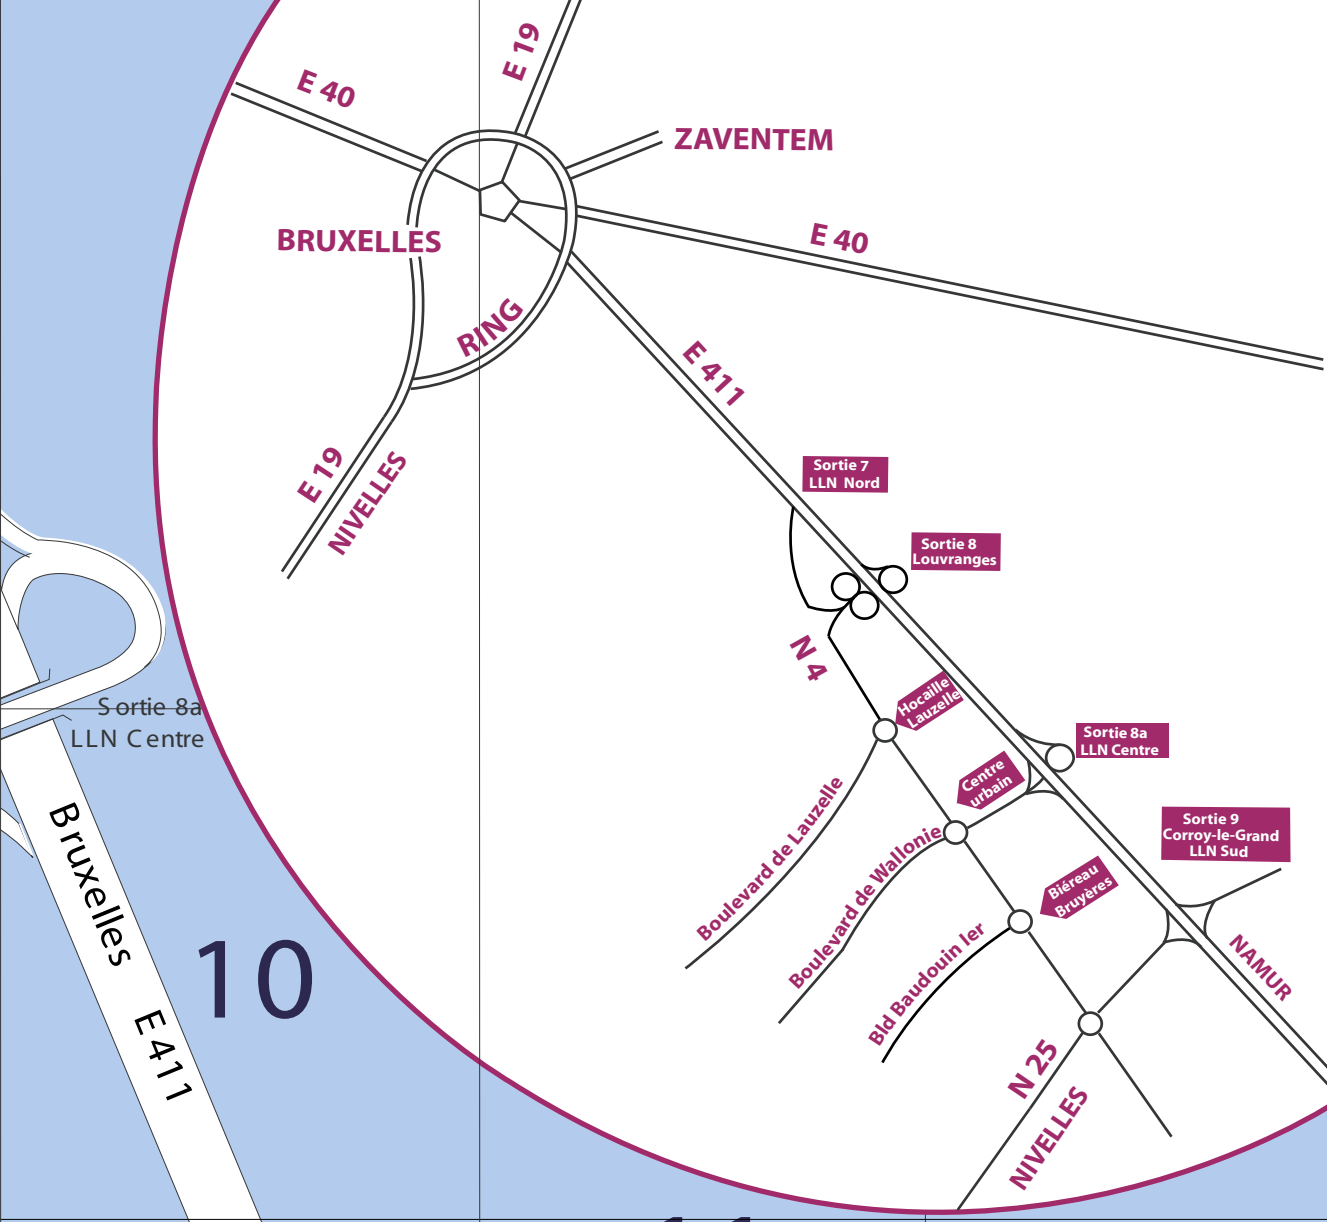 E 19
E 40
ZAVENTEM
BRUXELLES
E 40
RING
E 411
E 19
NIVELLES
Sortie 7
LLN Nord
Sortie 8
Louvranges
N 4
Hocaille
Lauzelle
Sortie 8a
LLN Centre
Sortie 8a
LLN Centre
Centre
urbain
Boulevard de Lauzelle
Sortie 9
Corroy-le-Grand
LLN Sud
Boulevard de Wallonie
Biéreau
Bruyères
Bruxelles
E 411
10
Bld Baudouin Ier
NAMUR
N 25
NIVELLES